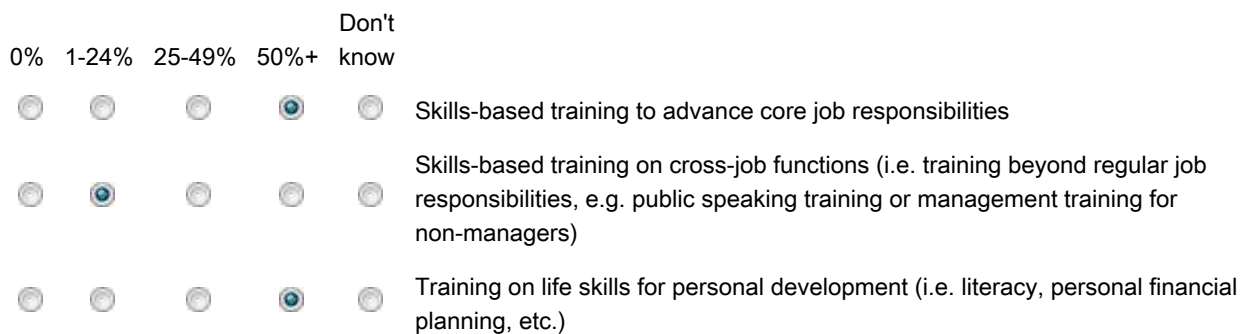 0% 1-24% 25-49% 50%+ Don't know
Skills-based training to advance core job responsibilities
Skills-based training on cross-job functions (i.e. training beyond regular job
responsibilities, e.g. public speaking training or management training for
non-managers)
Training on life skills for personal development (i.e. literacy, personal financial
planning, etc.)